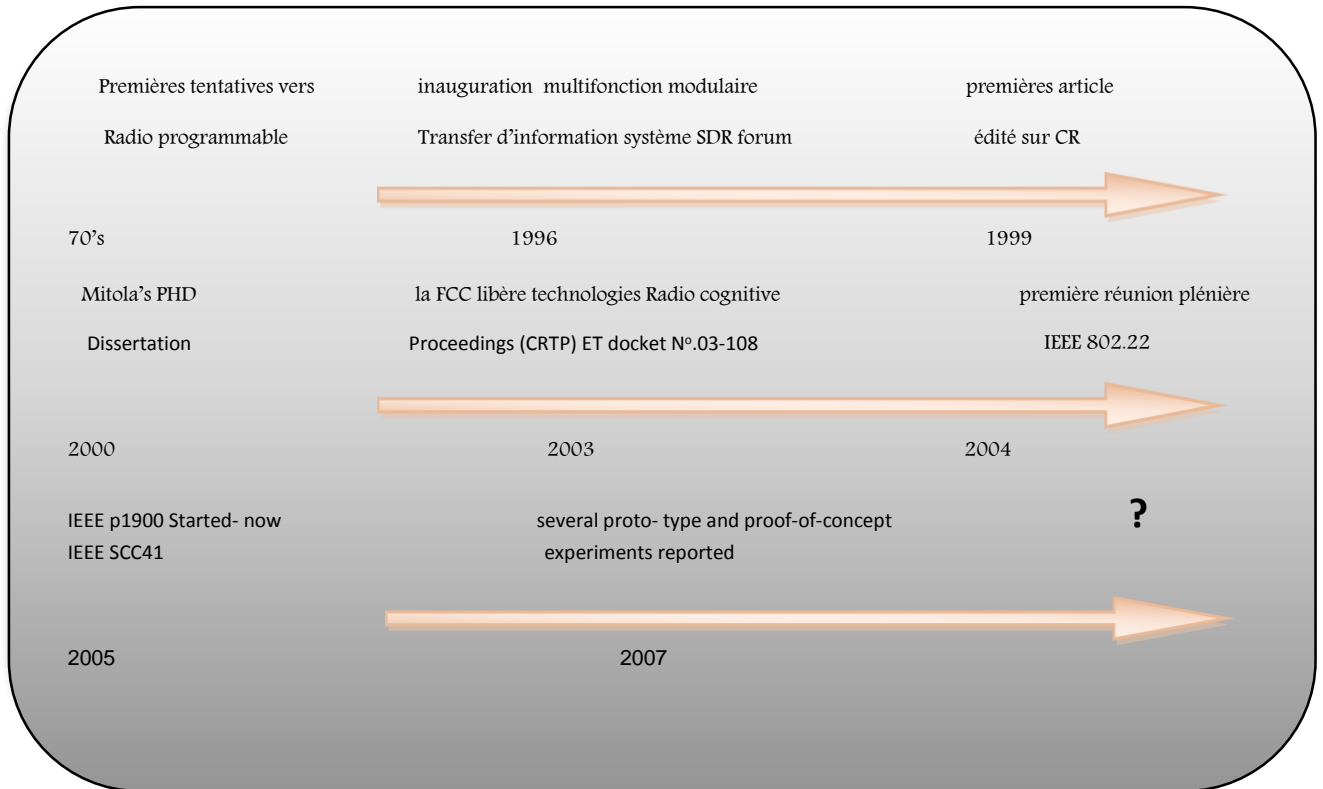 Premières tentatives vers inauguration multifonction modulaire premières article
Radio programmable Transfer d'information système SDR forum édité sur CR
70's 1996 1999
Mitola's PHD la FCC libère technologies Radio cognitive première réunion plénière
Dissertation Proceedings (CRTP) ET docket Nº.03-108 IEEE 802.22
2000 2003 2004
IEEE p1900 Started- now several proto- type and proof-of-concept ?
IEEE SCC41 experiments reported
2005 2007